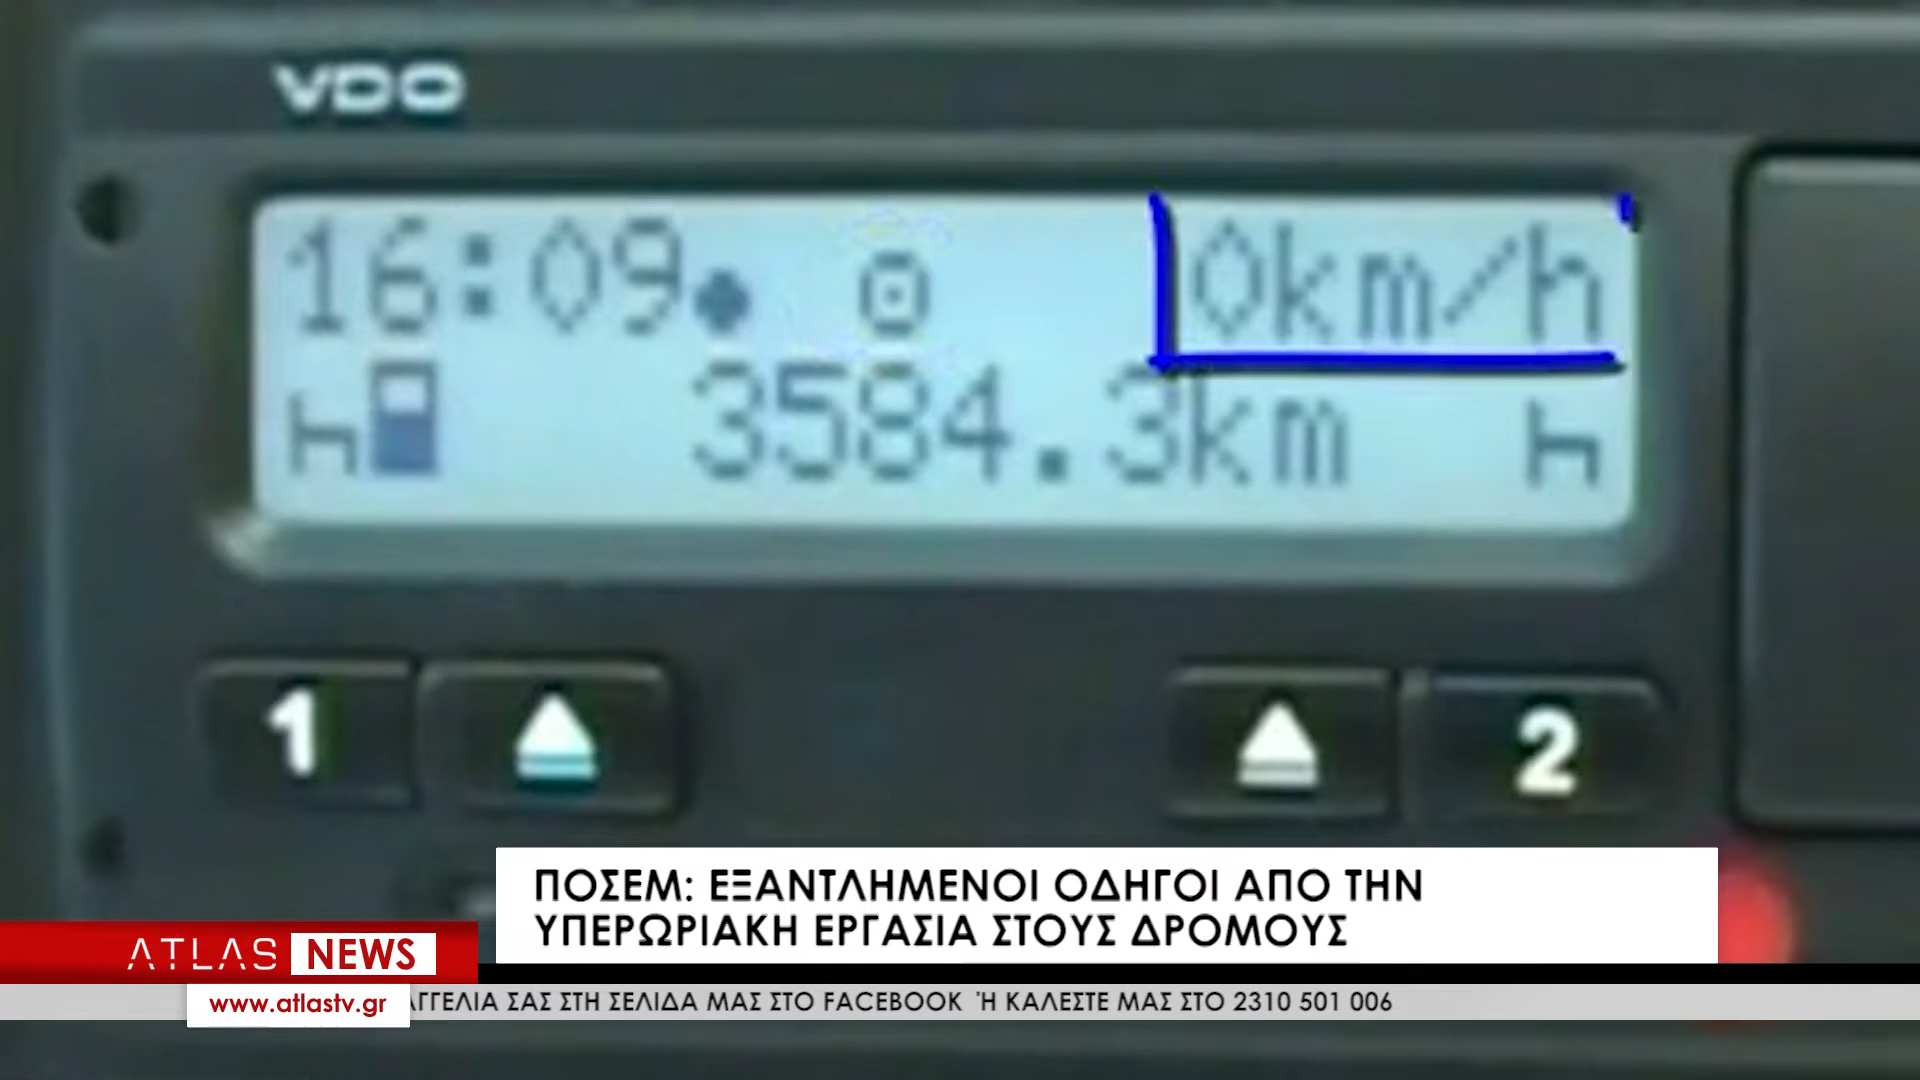 VDO
16:09 0km/h
3584.3km
1 2
ΠΟΣΕΜ: ΕΞΑΝΤΛΗΜΕΝΟΙ ΟΔΗΓΟΙ ΑΠΟ ΤΗΝ
ΥΠΕΡΩΡΙΑΚΗ ΕΡΓΑΣΙΑ ΣΤΟΥΣ ΔΡΟΜΟΥΣ
ATLAS NEWS
www.atlastv.gr ΑΓΓΕΛΙΑ ΣΑΣ ΣΤΗ ΣΕΛΙΔΑ ΜΑΣ ΣΤΟ FACEBOOK Ή ΚΑΛΕΣΤΕ ΜΑΣ ΣΤΟ 2310 501 006